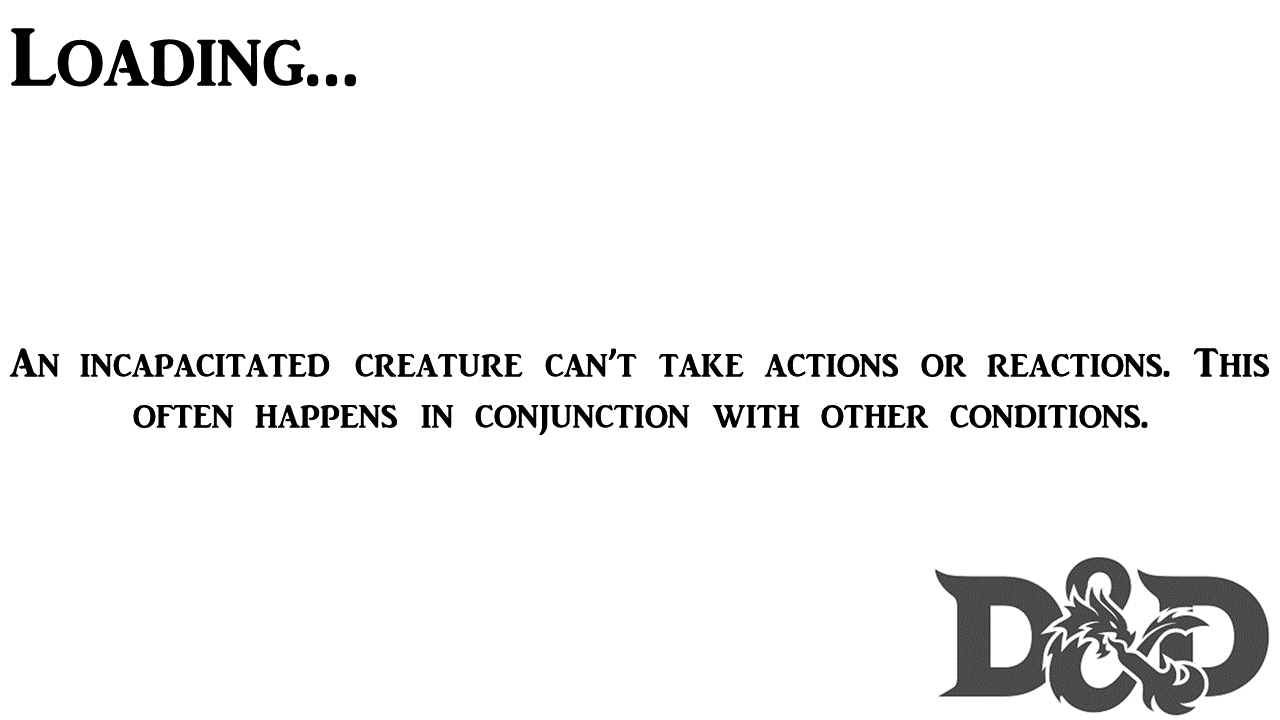 Loading...
An incapacitated creature can't take actions or reactions. This
often happens in conjunction with other conditions.
D&D